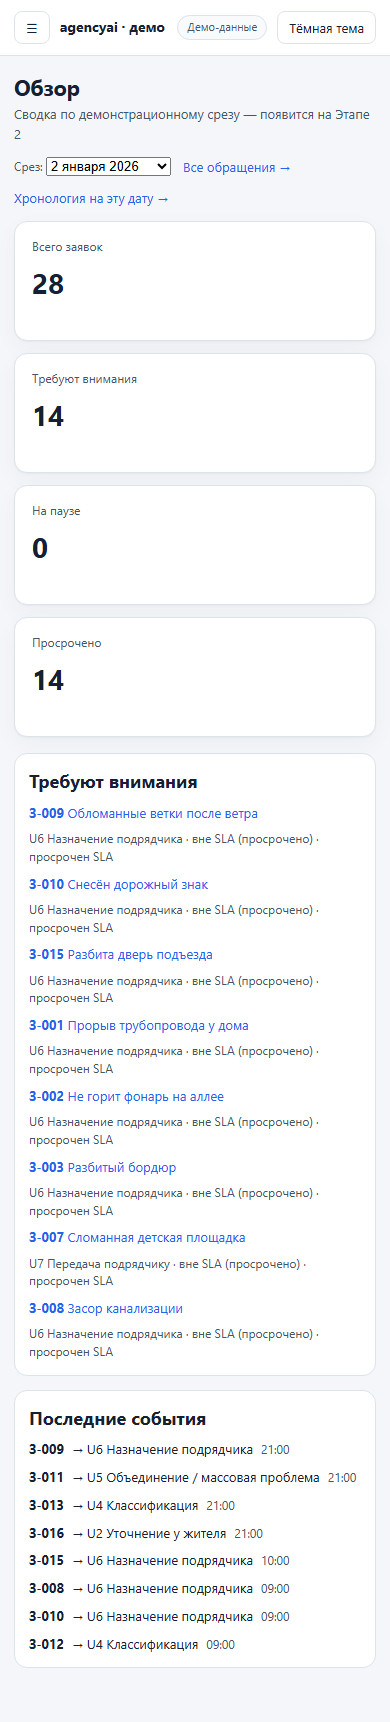 ☰ agencyai · демо Демо-данные Тёмная тема
Обзор
Сводка по демонстрационному срезу — появится на Этапе
2
Срез: 2 января 2026 Все обращения →
Хронология на эту дату →
Всего заявок
28
Требуют внимания
14
На паузе
0
Просрочено
14
Требуют внимания
З-009 Обломанные ветки после ветра
U6 Назначение подрядчика · вне SLA (просрочено) ·
просрочен SLA
З-010 Снесён дорожный знак
U6 Назначение подрядчика · вне SLA (просрочено) ·
просрочен SLA
З-015 Разбита дверь подъезда
U6 Назначение подрядчика · вне SLA (просрочено) ·
просрочен SLA
З-001 Прорыв трубопровода у дома
U6 Назначение подрядчика · вне SLA (просрочено) ·
просрочен SLA
З-002 Не горит фонарь на аллее
U6 Назначение подрядчика · вне SLA (просрочено) ·
просрочен SLA
З-003 Разбитый бордюр
U6 Назначение подрядчика · вне SLA (просрочено) ·
просрочен SLA
З-007 Сломанная детская площадка
U7 Передача подрядчику · вне SLA (просрочено) ·
просрочен SLA
З-008 Засор канализации
U6 Назначение подрядчика · вне SLA (просрочено) ·
просрочен SLA
Последние события
З-009 → U6 Назначение подрядчика 21:00
З-011 → U5 Объединение / массовая проблема 21:00
З-013 → U4 Классификация 21:00
З-016 → U2 Уточнение у жителя 21:00
З-015 → U6 Назначение подрядчика 10:00
З-008 → U6 Назначение подрядчика 09:00
З-010 → U6 Назначение подрядчика 09:00
З-012 → U4 Классификация 09:00